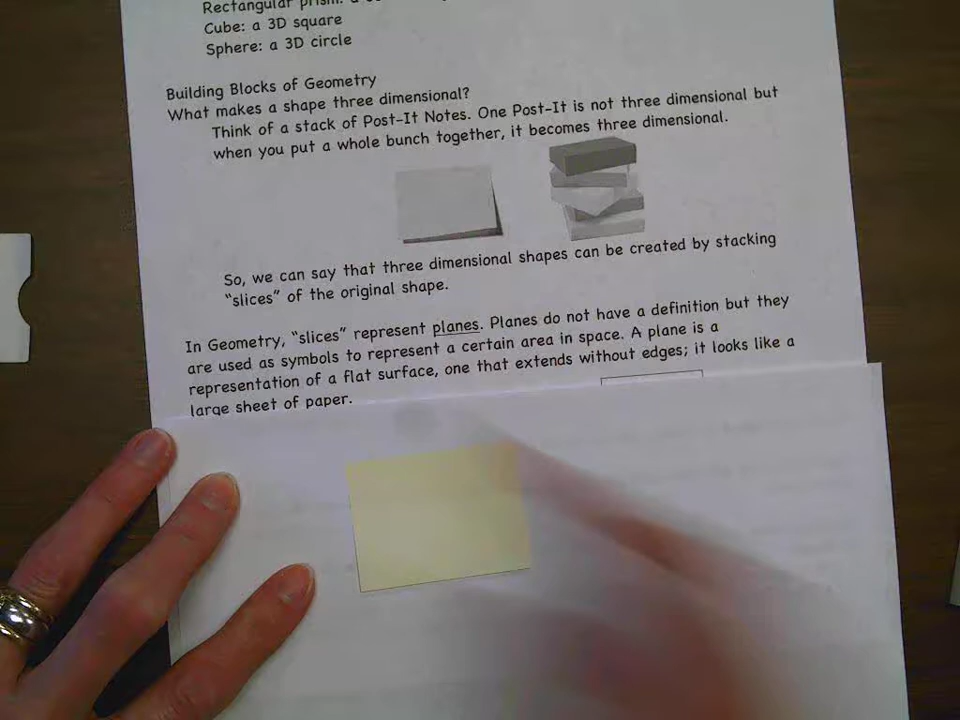 Rectangular prism: a
Cube: a 3D square
Sphere: a 3D circle
Building Blocks of Geometry
What makes a shape three dimensional?
Think of a stack of Post-It Notes. One Post-It is not three dimensional but
when you put a whole bunch together, it becomes three dimensional.
So, we can say that three dimensional shapes can be created by stacking
“slices” of the original shape.
In Geometry, “slices” represent planes. Planes do not have a definition but they
are used as symbols to represent a certain area in space. A plane is a
representation of a flat surface, one that extends without edges; it looks like a
large sheet of paper.